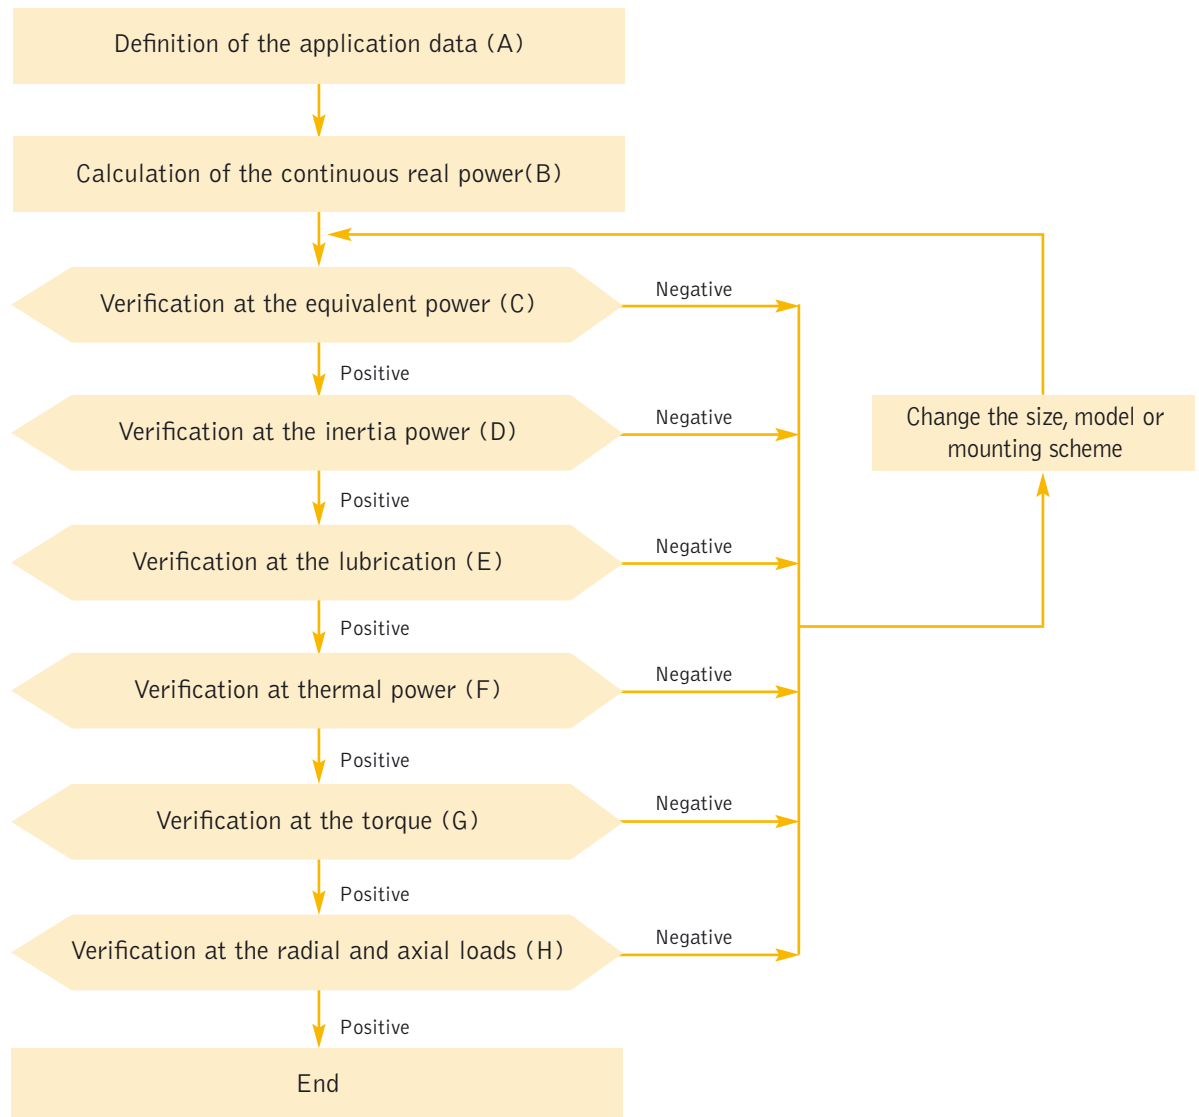 Definition of the application data (A)
Calculation of the continuous real power(B)
Verification at the equivalent power (C)
Negative
Positive
Verification at the inertia power (D)
Negative
Change the size, model or
mounting scheme
Positive
Verification at the lubrication (E)
Negative
Positive
Verification at thermal power (F)
Negative
Positive
Verification at the torque (G)
Negative
Positive
Verification at the radial and axial loads (H)
Negative
Positive
End